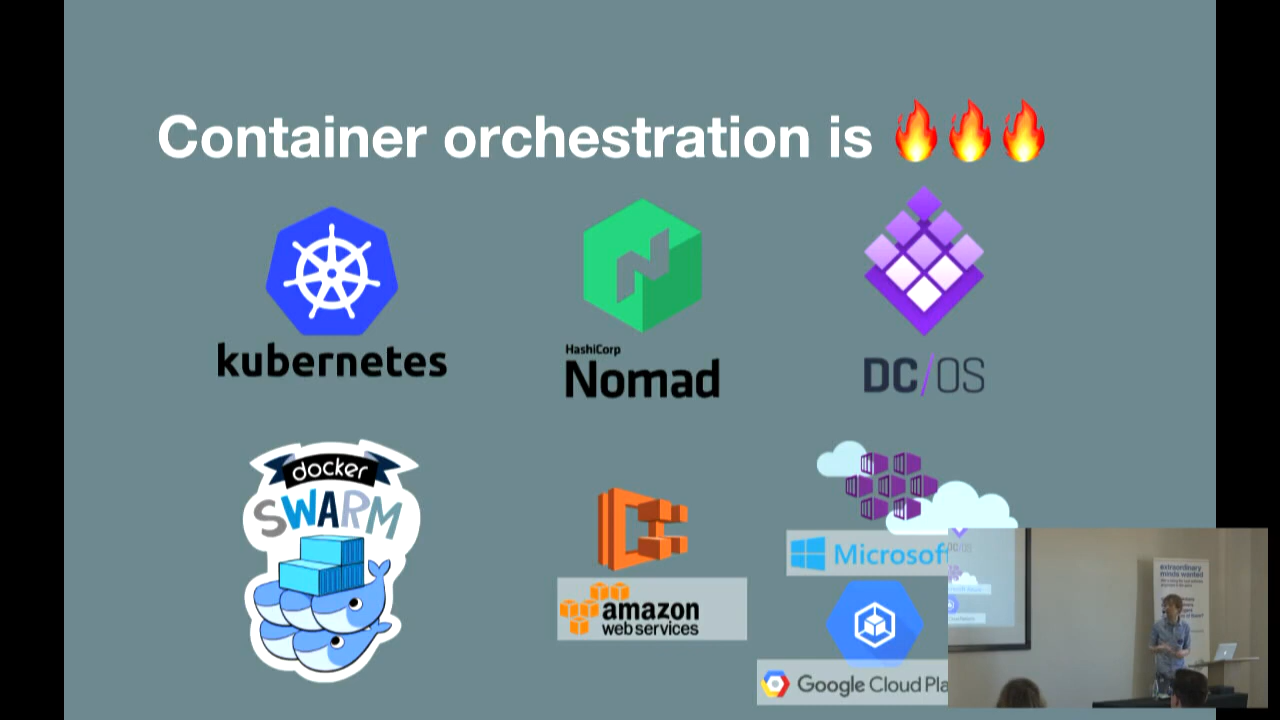 Container orchestration is 🔥🔥🔥
kubernetes
HashiCorp
Nomad
DC/OS
docker
SWARM
amazon
web services
Microsof
Google Cloud Pla
extraordinary
minds wanted